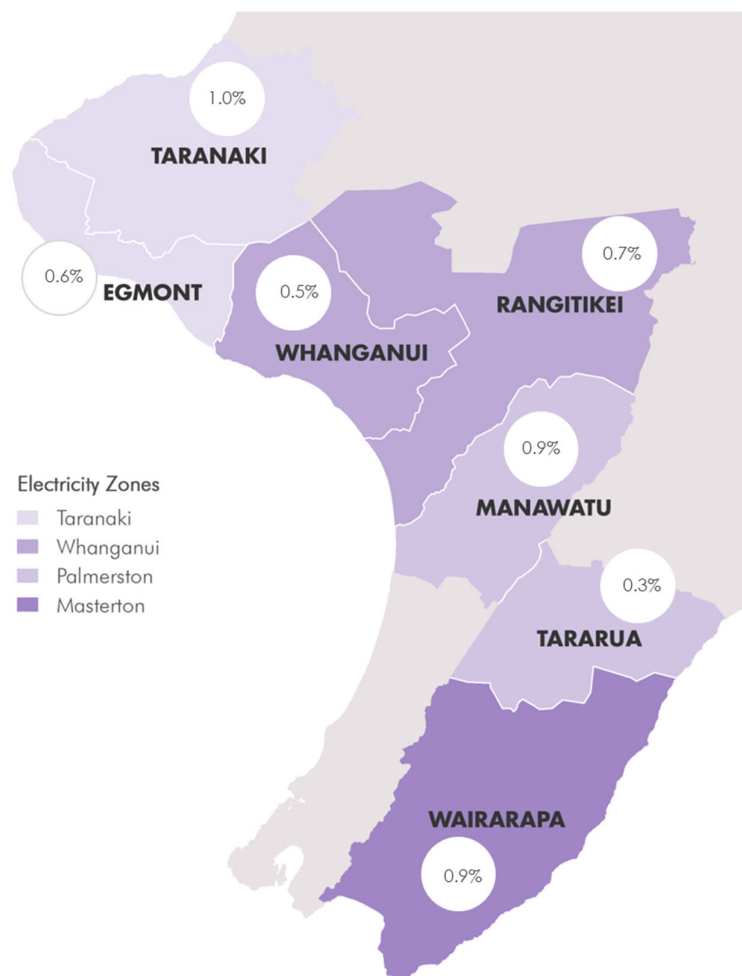 1.0%
TARANAKI
0.6%
EGMONT
0.5%
WHANGANUI
0.7%
RANGITIKEI
0.9%
MANAWATU
Electricity Zones
Taranaki
Whanganui
Palmerston
Masterton
0.3%
TARARUA
WAIRARAPA
0.9%